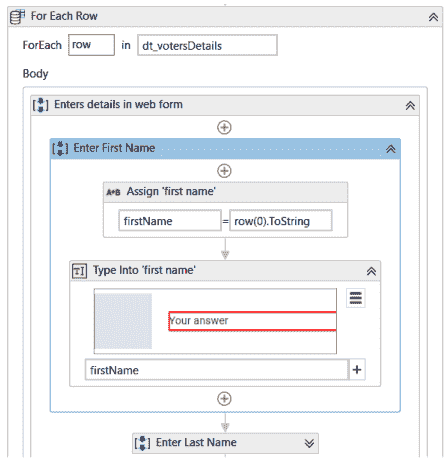 For Each Row
ForEach row in dt_votersDetails
Body
Enters details in web form
Enter First Name
A*B Assign 'first name'
firstName = row(0).ToString
TI Type Into 'first name'
Your answer
firstName +
Enter Last Name